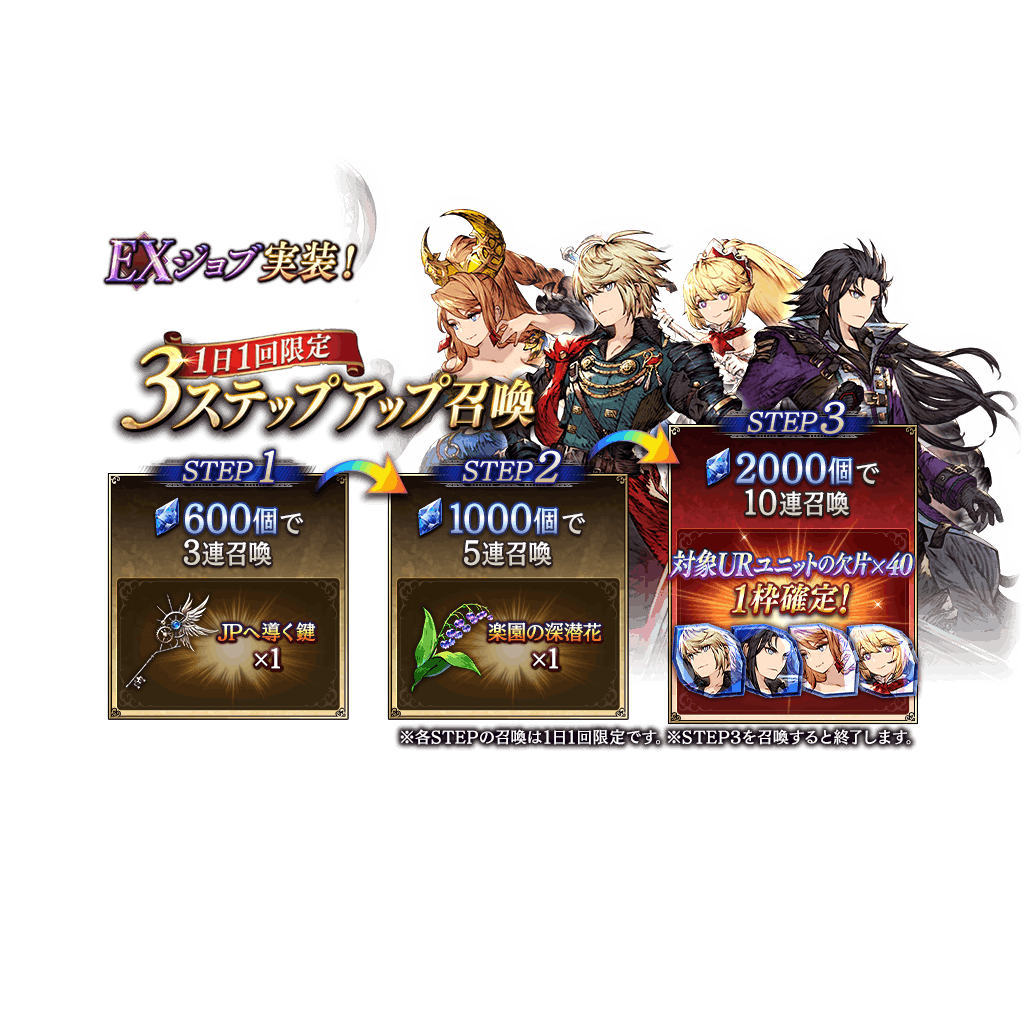 EXジョブ実装!
1日1回限定
3ステップアップ召喚
STEP1
600個で
3連召喚
JPへ導く鍵
×1
STEP2
1000個で
5連召喚
楽園の深潜花
×1
STEP3
2000個で
10連召喚
対象URユニットの欠片×40
1枠確定!
※各STEPの召喚は1日1回限定です。※STEP3を召喚すると終了します。